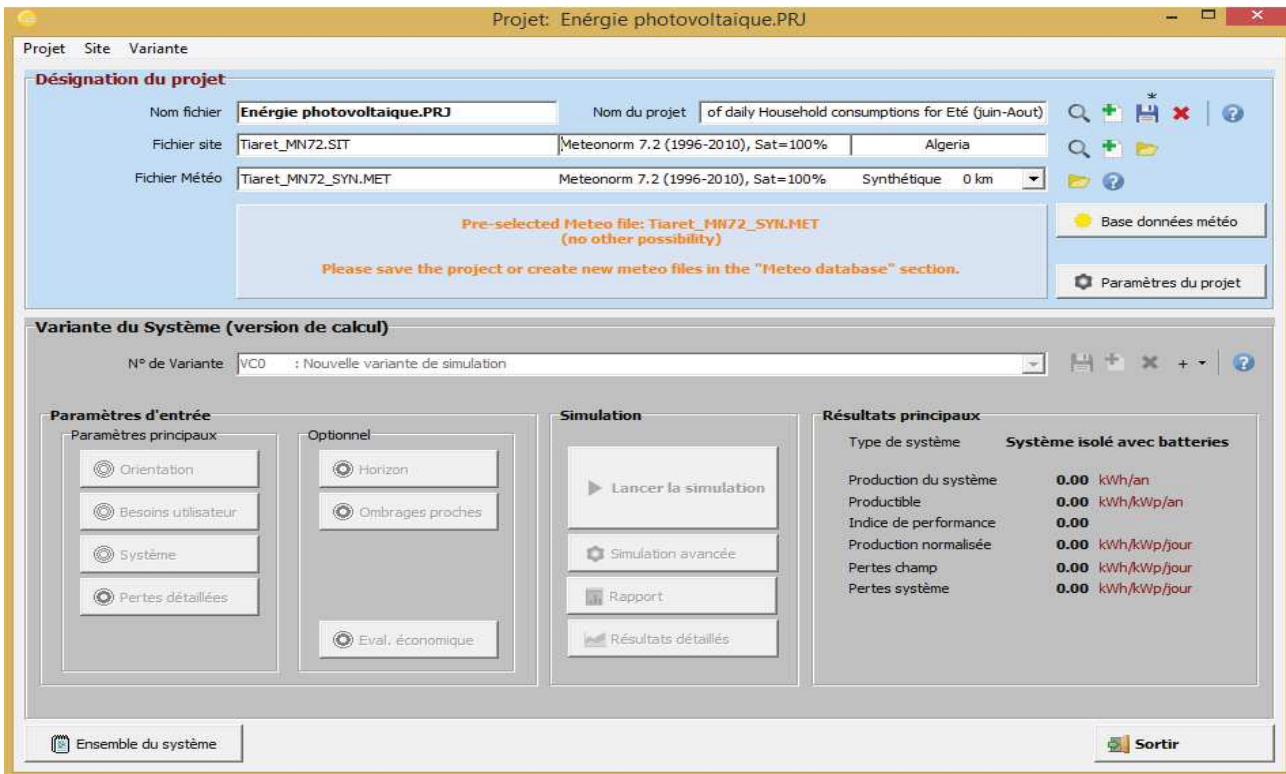 Projet: Enérgie photovoltaique.PRJ
Projet Site Variante
Désignation du projet
Nom fichier Enérgie photovoltaique.PRJ Nom du projet of daily Household consumptions for Eté (juin-Aout)
Fichier site Tiaret_MN72.SIT Meteonorm 7.2 (1996-2010), Sat=100% Algeria
Fichier Météo Tiaret_MN72_SYN.MET Meteonorm 7.2 (1996-2010), Sat=100% Synthétique 0 km
Pre-selected Meteo file: Tiaret_MN72_SYN.MET
(no other possibility)
Please save the project or create new meteo files in the "Meteo database" section.
Base données météo
Paramètres du projet
Variante du Système (version de calcul)
N° de Variante VC0 : Nouvelle variante de simulation
Paramètres d'entrée
Paramètres principaux
Orientation
Besoins utilisateur
Système
Pertes détaillées
Optionnel
Horizon
Ombrages proches
Eval. économique
Simulation
Lancer la simulation
Simulation avancée
Rapport
Résultats détaillés
Résultats principaux
Type de système Système isolé avec batteries
Production du système 0.00 kWh/an
Productible 0.00 kWh/kWp/an
Indice de performance 0.00
Production normalisée 0.00 kWh/kWp/jour
Pertes champ 0.00 kWh/kWp/jour
Pertes système 0.00 kWh/kWp/jour
Ensemble du système
Sortir